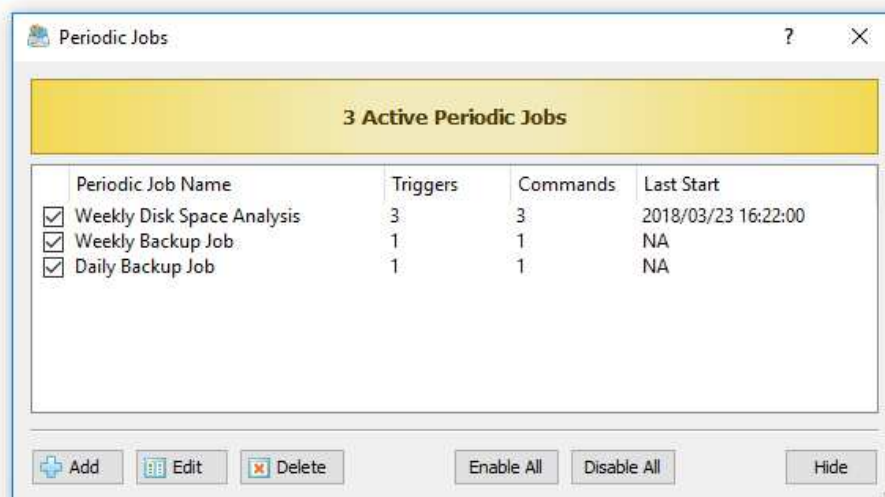 Periodic Jobs ?
3 Active Periodic Jobs
Periodic Job Name Triggers Commands Last Start
Weekly Disk Space Analysis 3 3 2018/03/23 16:22:00
Weekly Backup Job 1 1 NA
Daily Backup Job 1 1 NA
Add Edit Delete Enable All Disable All Hide